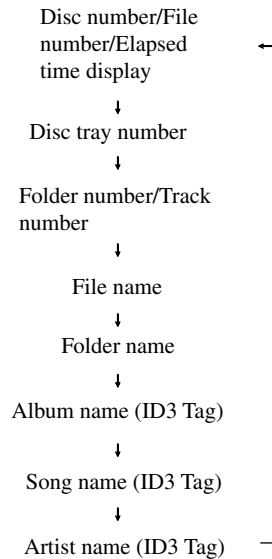 Disc number/File
number/Elapsed
time display
Disc tray number
Folder number/Track
number
File name
Folder name
Album name (ID3 Tag)
Song name (ID3 Tag)
Artist name (ID3 Tag)